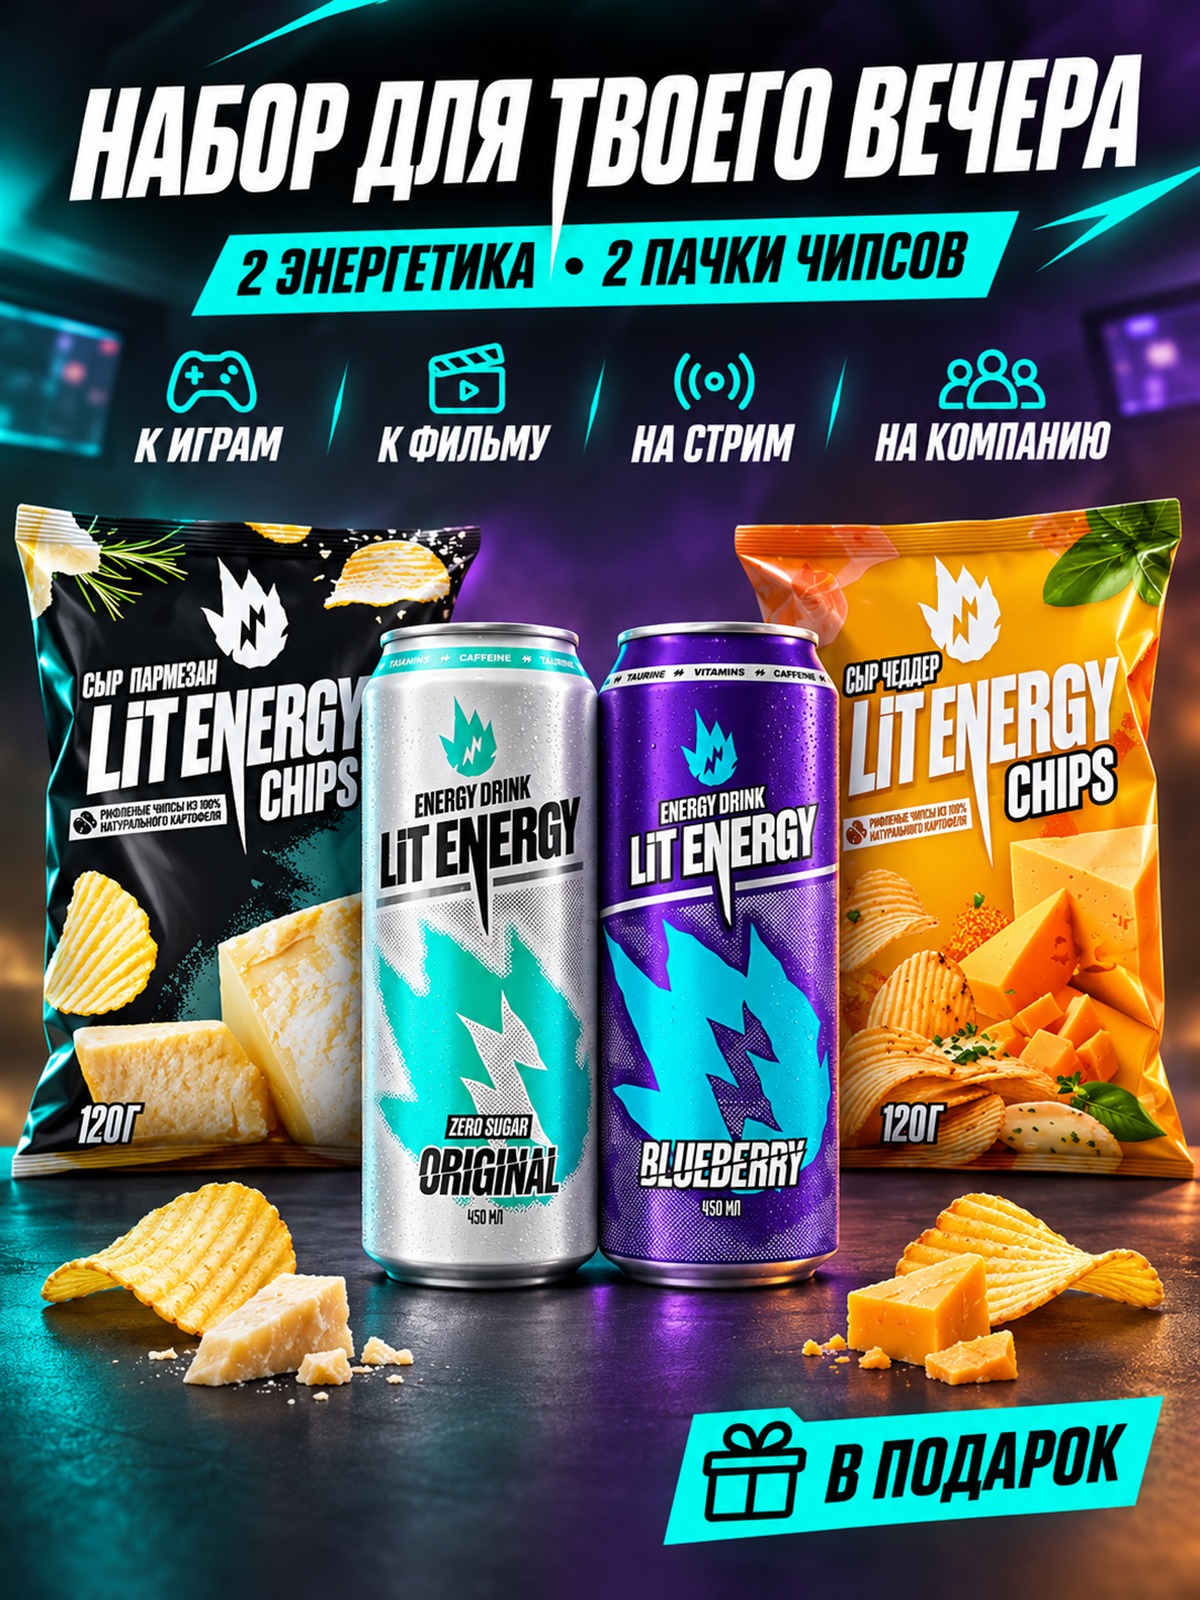 НАБОР ДЛЯ ТВОЕГО ВЕЧЕРА
2 ЭНЕРГЕТИКА • 2 ПАЧКИ ЧИПСОВ
К ИГРАМ
К ФИЛЬМУ
НА СТРИМ
НА КОМПАНИЮ
СЫР ПАРМЕЗАН
LIT ENERGY
CHIPS
РИФЛЕНЫЕ ЧИПСЫ ИЗ 100%
НАТУРАЛЬНОГО КАРТОФЕЛЯ
120Г
CAFFEINE
ENERGY DRINK
LIT ENERGY
ZERO SUGAR
ORIGINAL
450 МЛ
TAURINE VITAMINS CAFFEINE
ENERGY DRINK
LIT ENERGY
BLUEBERRY
450 МЛ
СЫР ЧЕДДЕР
LIT ENERGY
CHIPS
РИФЛЕНЫЕ ЧИПСЫ ИЗ 100%
НАТУРАЛЬНОГО КАРТОФЕЛЯ
120Г
В ПОДАРОК